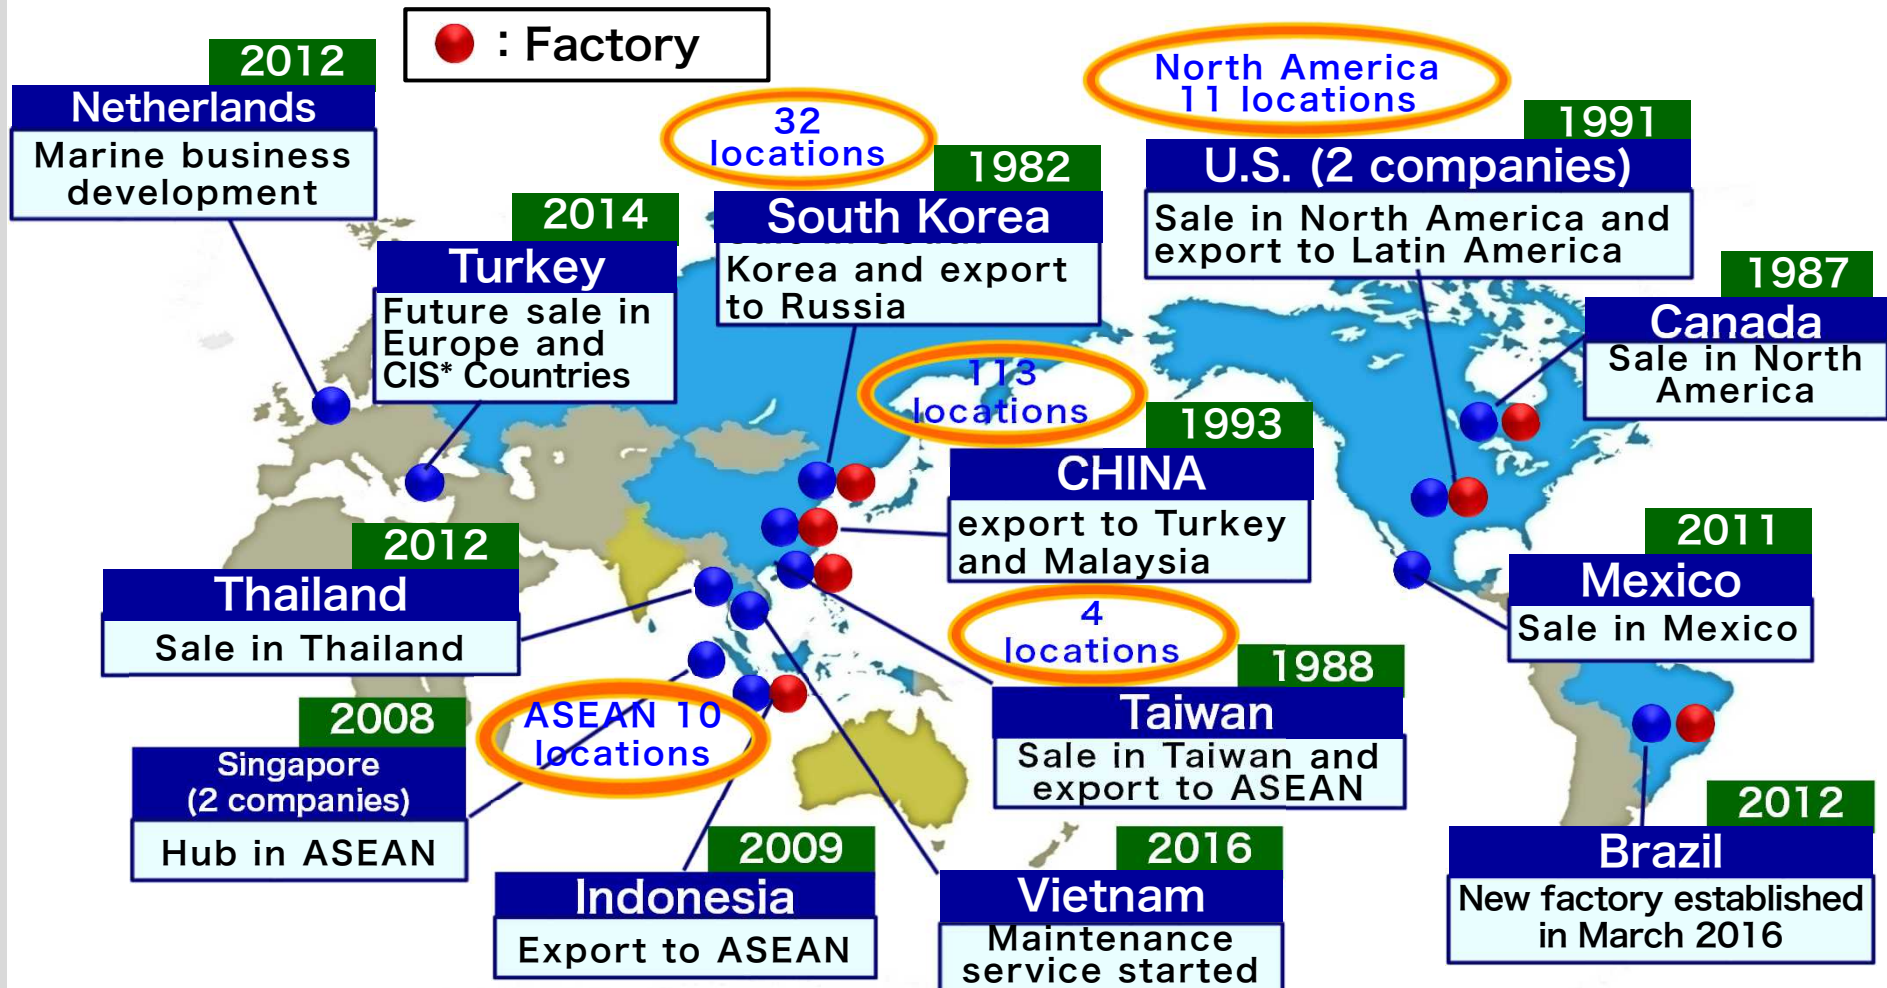 : Factory
2012
Netherlands
Marine business
development
2014
Turkey
Future sale in
Europe and
CIS* Countries
32
locations
1982
South Korea
Korea and export
to Russia
North America
11 locations
1991
U.S. (2 companies)
Sale in North America and
export to Latin America
1987
Canada
Sale in North
America
113
locations
1993
CHINA
export to Turkey
and Malaysia
2012
Thailand
Sale in Thailand
2011
Mexico
Sale in Mexico
4
locations
1988
Taiwan
Sale in Taiwan and
export to ASEAN
2008
Singapore
(2 companies)
Hub in ASEAN
ASEAN 10
locations
2009
Indonesia
Export to ASEAN
2016
Vietnam
Maintenance
service started
2012
Brazil
New factory established
in March 2016